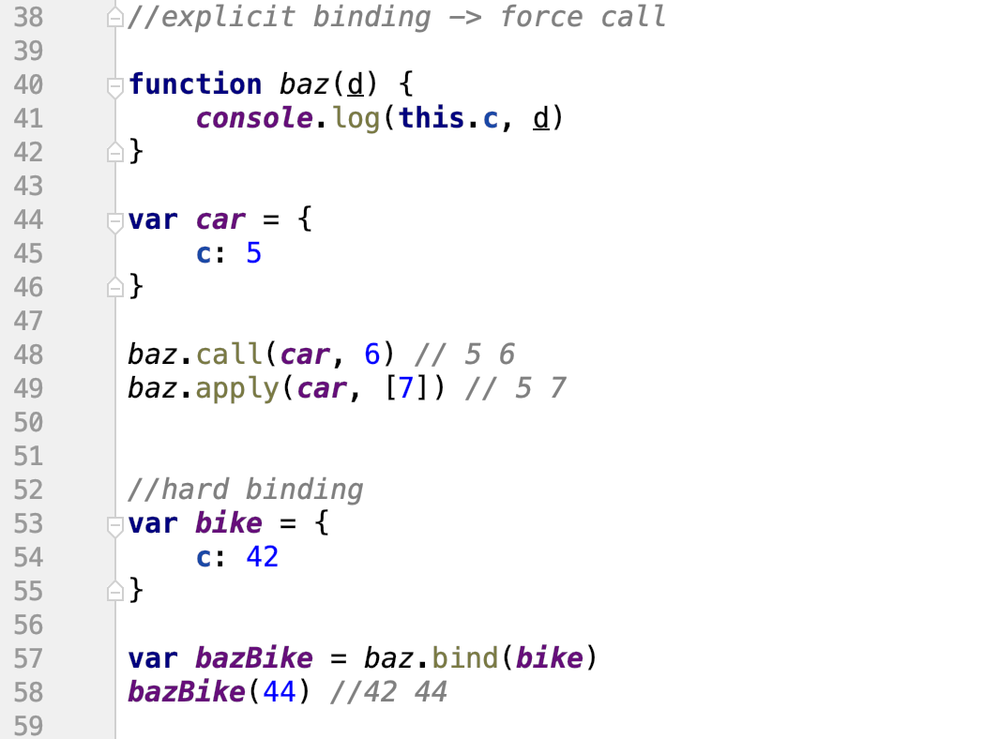 38 //explicit binding -> force call
39
40 function baz(d) {
41     console.log(this.c, d)
42 }
43
44 var car = {
45     c: 5
46 }
47
48 baz.call(car, 6) // 5 6
49 baz.apply(car, [7]) // 5 7
50
51
52 //hard binding
53 var bike = {
54     c: 42
55 }
56
57 var bazBike = baz.bind(bike)
58 bazBike(44) //42 44
59